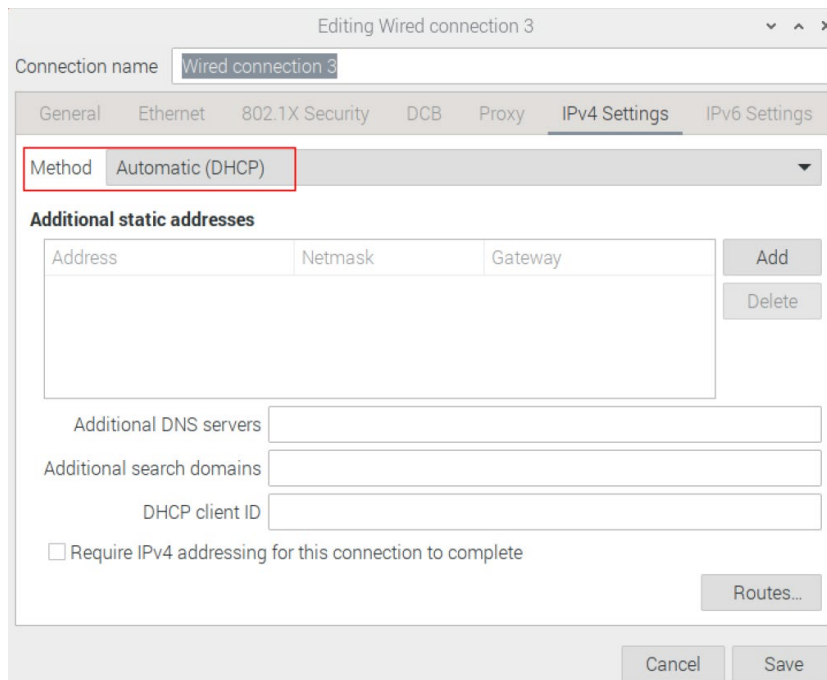 Editing Wired connection 3
Connection name Wired connection 3
General Ethernet 802.1X Security DCB Proxy IPv4 Settings IPv6 Settings
Method Automatic (DHCP)
Additional static addresses
Address Netmask Gateway Add
Delete
Additional DNS servers
Additional search domains
DHCP client ID
Require IPv4 addressing for this connection to complete
Routes...
Cancel Save